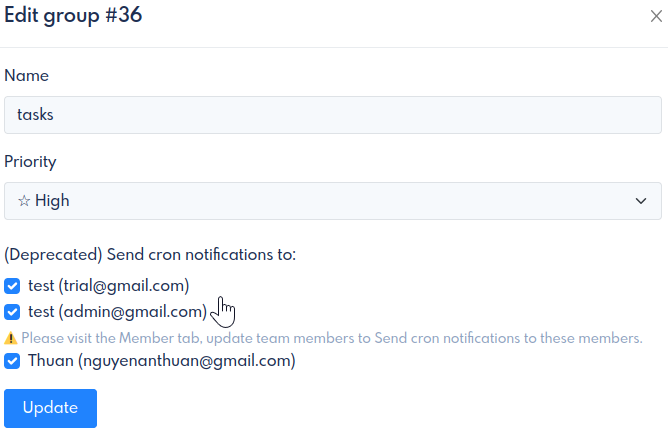 Edit group #36
Name
tasks
Priority
☆ High
(Deprecated) Send cron notifications to:
test (trial@gmail.com)
test (admin@gmail.com)
⚠ Please visit the Member tab, update team members to Send cron notifications to these members.
Thuan (nguyenanthuan@gmail.com)
Update